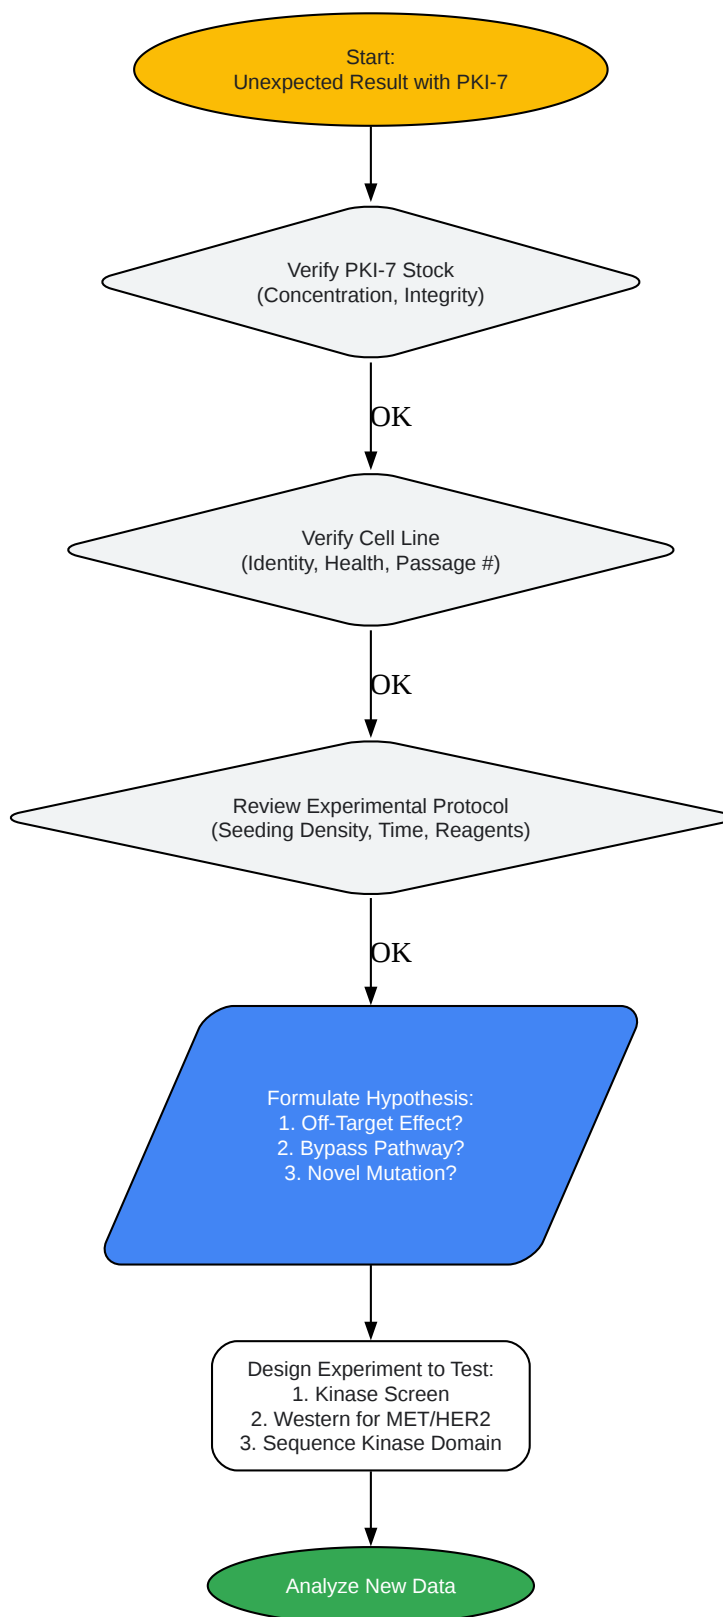 Start:
Unexpected Result with PKI-7
Verify PKI-7 Stock
(Concentration, Integrity)
OK
Verify Cell Line
(Identity, Health, Passage #)
OK
Review Experimental Protocol
(Seeding Density, Time, Reagents)
OK
Formulate Hypothesis:
1. Off-Target Effect?
2. Bypass Pathway?
3. Novel Mutation?
Design Experiment to Test:
1. Kinase Screen
2. Western for MET/HER2
3. Sequence Kinase Domain
Analyze New Data